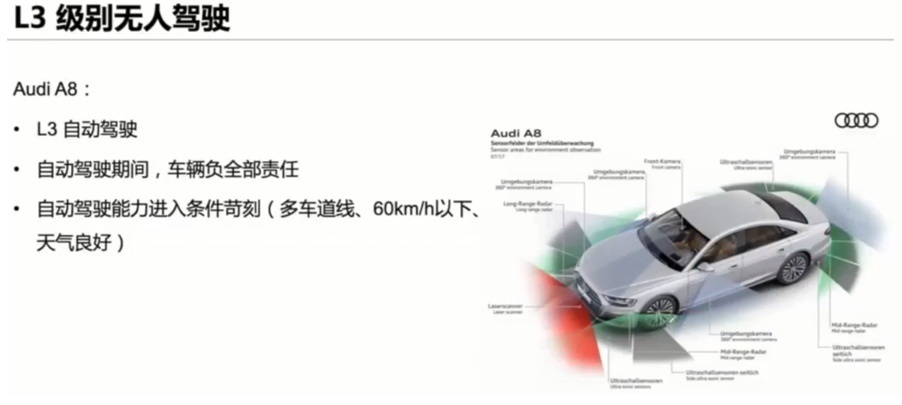 L3 级别无人驾驶
Audi A8：
• L3 自动驾驶
• 自动驾驶期间，车辆负全部责任
• 自动驾驶能力进入条件苛刻（多车道线、60km/h以下、
天气良好）
Audi A8
Sensorfelder der Umfeldüberwachung
Sensor areas for environment observation
07/17
Front-Kamera
Front camera
Umgebungskamera
360° environment camera
Ultraschallsensoren
Ultra sonic sensor
Umgebungskamera
360° environment camera
Umgebungskamera
360° environment camera
Long-Range-Radar
Long range radar
Laserscanner
Laser scanner
Umgebungskamera
360° environment camera
Mid-Range-Radar
Mid range radar
Mid-Range-Radar
Mid range radar
Ultraschallsensoren
seitlich
Side ultra sonic sensor
Ultraschallsensoren seitlich
Side ultra sonic sensor
Ultraschallsensoren
Ultra sonic sensors